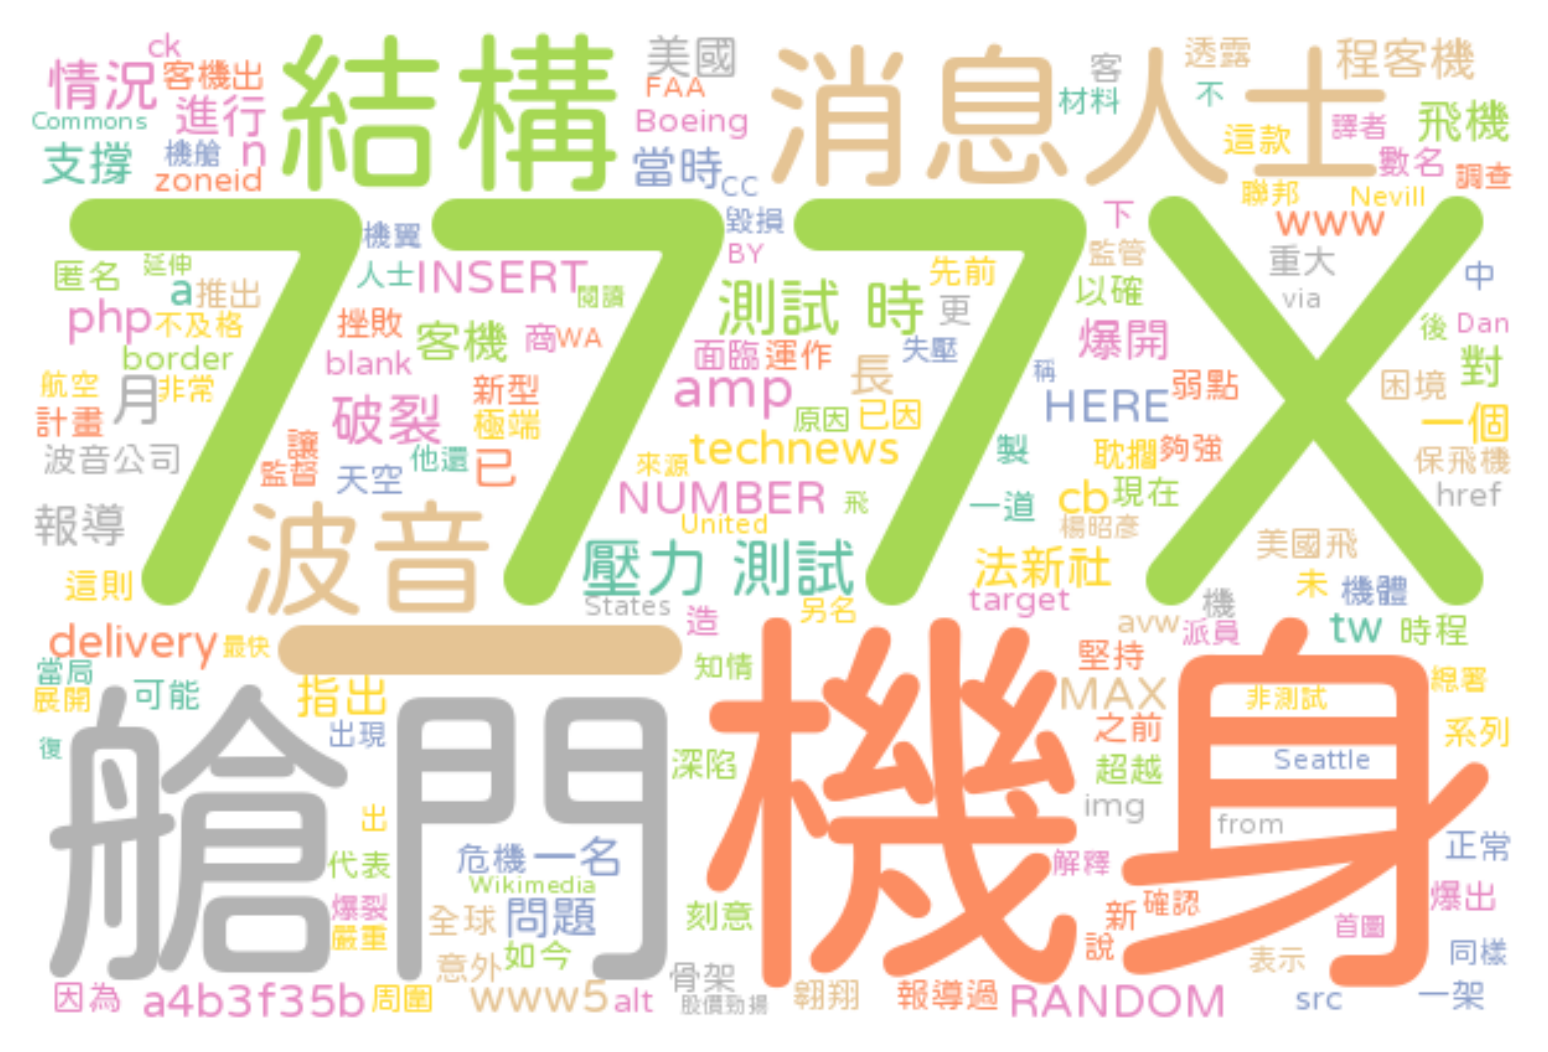 ck
情況
客機出
結構
美國
FAA
Boeing
消息人士
客
透露
程客機
Commons
進行
材料
不
這款
譯者
飛機
支撐
機艙
n
zoneid
當時
CC
數名
調查
聯邦
Nevill
777X
機翼
毀損
BY
下
www
匿名
延伸
a
推出
人士
INSERT
閱讀
測試 時
先前
監管
以確
重大
via
中
php
不及格
挫敗
客機
商
WA
更
爆開
後
Dan
border
blank
面臨
運作
失壓
航空
月
非常
新型
amp
長
稱
弱點
困境
對
計畫
破裂
極端
原因
已因
HERE
一個
波音公司
讓
監督
天空
他還
已
來源
technews
製
耽擱
夠強
保飛機
報導
波音
NUMBER
飛
一道
cb
現在
href
United
楊昭彥
壓力 測試
法新社
美國飛
這則
States
造
另名
target
未
機體
機
delivery
最快
一
avw
派員
tw
時程
當局
展開
可能
指出
知情
機身
堅持
MAX
非測試
總署
復
艙門
出現
深陷
之前
超越
Seattle
系列
img
from
出
代表
危機
一名
Wikimedia
解釋
正常
爆裂
嚴重
全球
問題
刻意
新
確認
爆出
首圖
說
意外
如今
骨架
表示
同樣
因為
a4b3f35b
周圍
www5
alt
股價勁揚
翱翔
報導過
RANDOM
src
一架